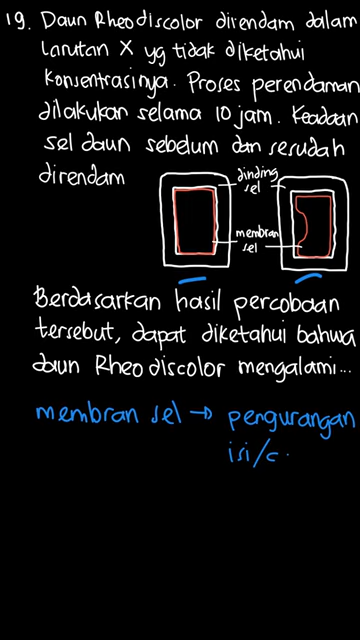 19. Daun Rheo discolor direndam dalam
larutan X yg tidak diketahui
konsentrasinya. Proses perendaman
dilakukan selama 10 jam. Keadaan
sel daun sebelum dan sesudah
direndam
dinding
sel
membran
sel
Berdasarkan hasil percobaan
tersebut, dapat diketahui bahwa
daun Rheo discolor mengalami...
membran sel → pengurangan
isi/c